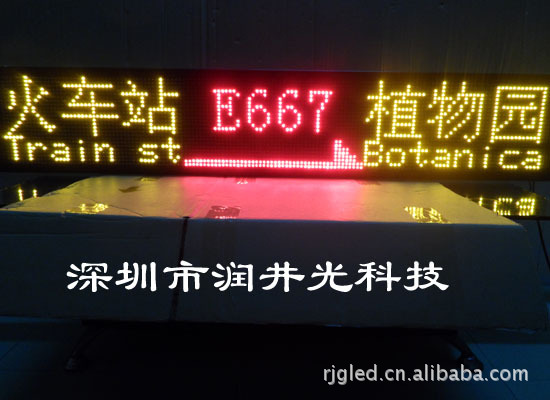 火车站 E667 植物园
Train st Botanica
深圳市润井光科技
rjgled.cn.alibaba.com